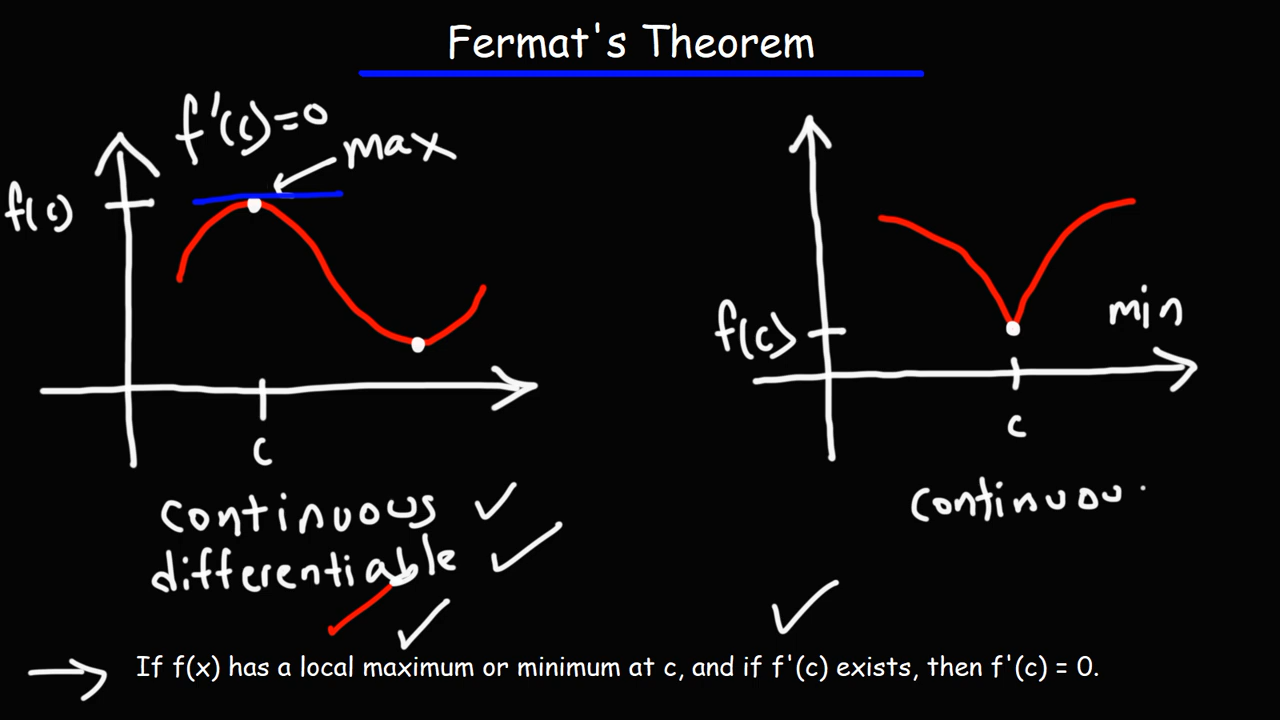 Fermat's Theorem
f'(c)=0
max
f(c)
c
continuous
differentiable
f(c)
min
c
continuou
If f(x) has a local maximum or minimum at c, and if f'(c) exists, then f'(c) = 0.